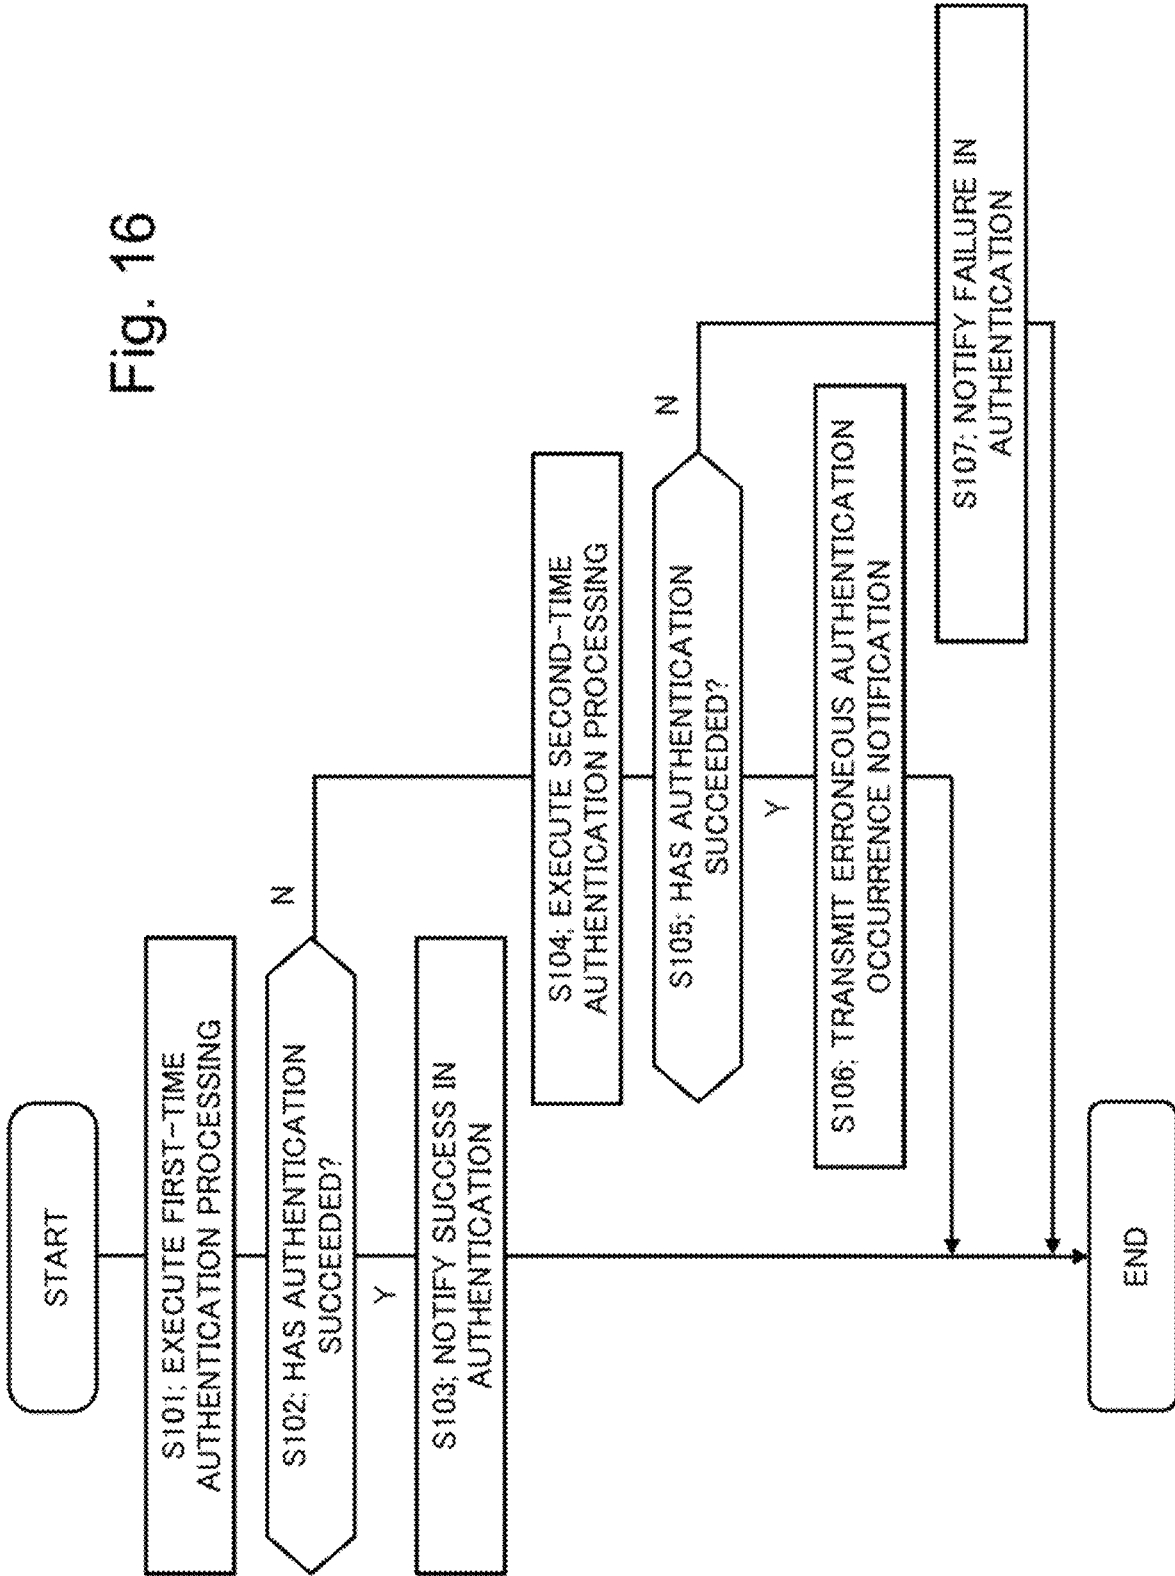 Fig. 16
START
S101; EXECUTE FIRST-TIME
AUTHENTICATION PROCESSING
S102; HAS AUTHENTICATION
SUCCEEDED?
N
Y
S103; NOTIFY SUCCESS IN
AUTHENTICATION
S104; EXECUTE SECOND-TIME
AUTHENTICATION PROCESSING
S105; HAS AUTHENTICATION
SUCCEEDED?
N
Y
S106; TRANSMIT ERRONEOUS AUTHENTICATION
OCCURRENCE NOTIFICATION
S107; NOTIFY FAILURE IN
AUTHENTICATION
END